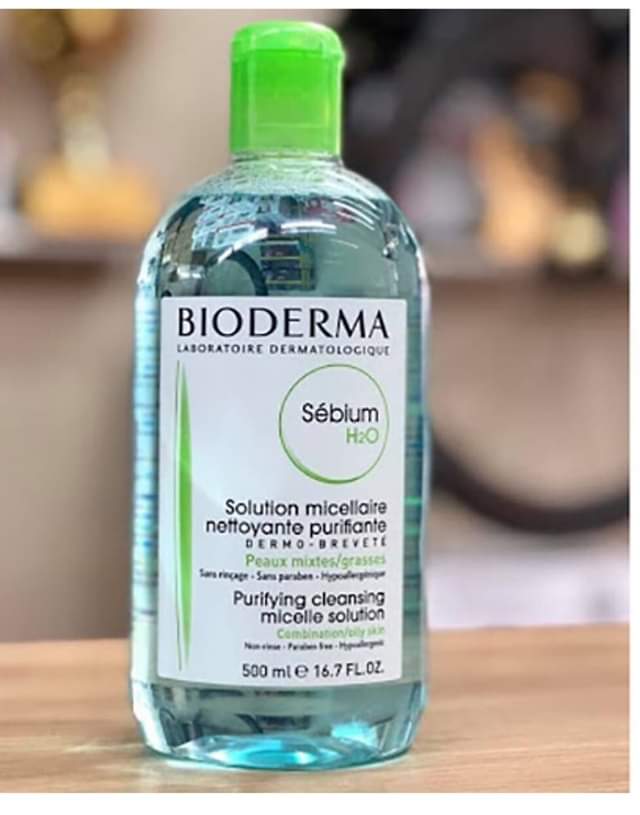 BIODERMA
LABORATOIRE DERMATOLOGIQUE
Sébium
H2O
Solution micellaire
nettoyante purifiante
DERMO-BREVETÉ
Peaux mixtes/grasses
Sans rinçage - Sans paraben - Hypoallergénique
Purifying cleansing
micelle solution
Combination/oily skin
Non-rinse - Paraben free - Hypoallergenic
500 ml e 16.7 FL.OZ.